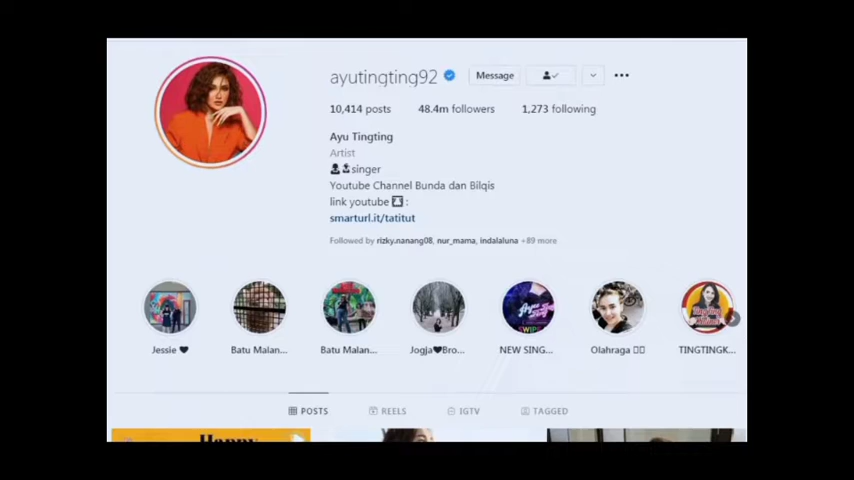 ayutingting92 Message
10,414 posts 48.4m followers 1,273 following
Ayu Tingting
Artist
singer
Youtube Channel Bunda dan Bilqis
link youtube :
smarturl.it/tatitut
Followed by rizky.nanang08, nur_mama, indalaluna +89 more
SWIPE
Jessie 🖤 Batu Malan... Batu Malan... Jogja🖤Bro... NEW SING... Olahraga TINGTINGK...
POSTS REELS IGTV TAGGED
Happy